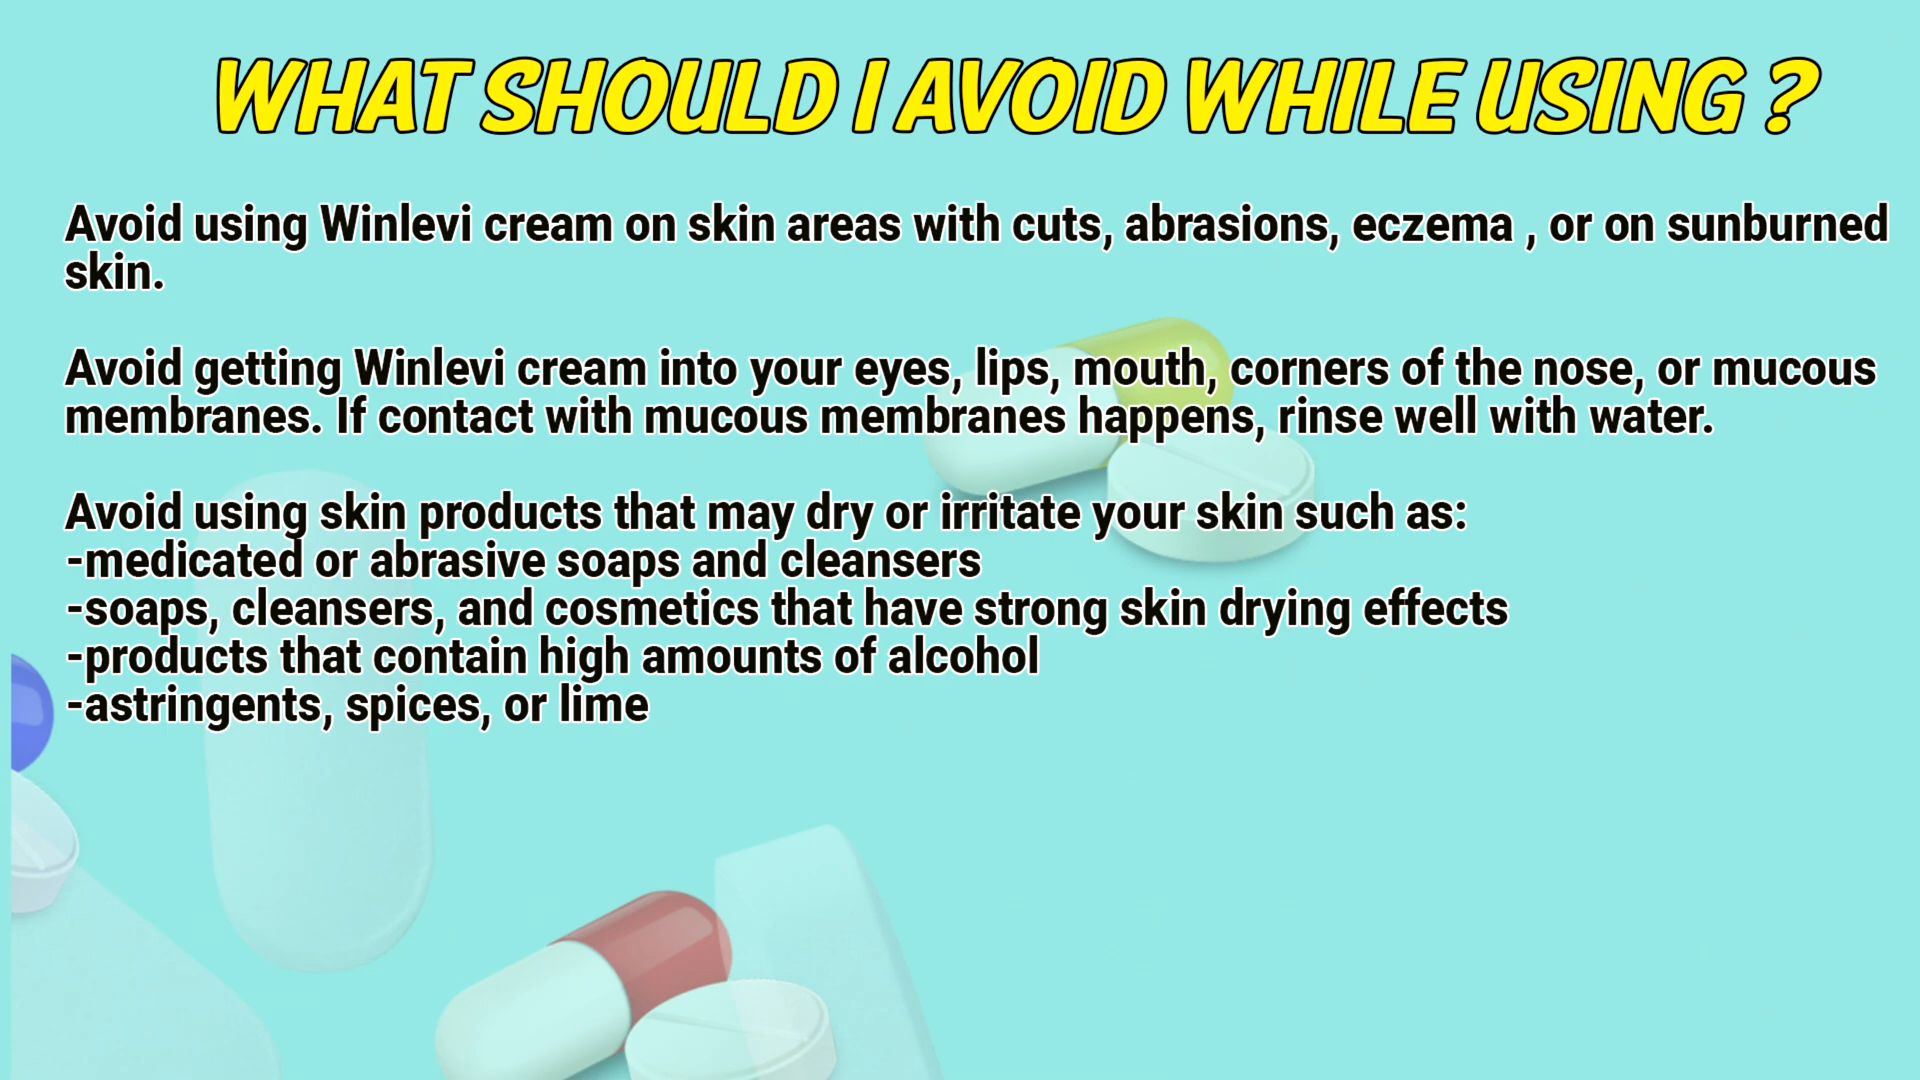 WHAT SHOULD I AVOID WHILE USING ?
Avoid using Winlevi cream on skin areas with cuts, abrasions, eczema , or on sunburned
skin.
Avoid getting Winlevi cream into your eyes, lips, mouth, corners of the nose, or mucous
membranes. If contact with mucous membranes happens, rinse well with water.
Avoid using skin products that may dry or irritate your skin such as:
-medicated or abrasive soaps and cleansers
-soaps, cleansers, and cosmetics that have strong skin drying effects
-products that contain high amounts of alcohol
-astringents, spices, or lime